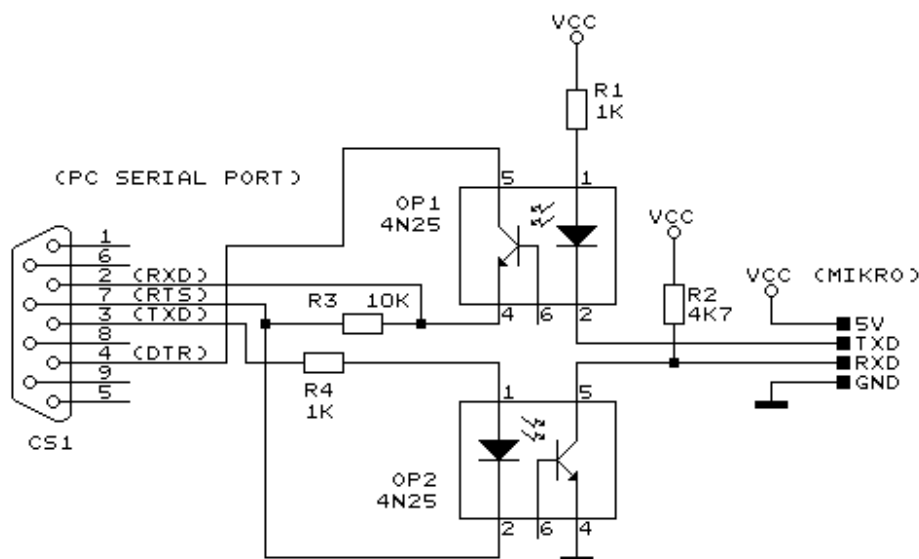 VCC
R1
1K
(PC SERIAL PORT)
5
1
OP1
4N25
VCC
1
6
2 (RXD)
7 (RTS)
3 (TXD)
8
4 (DTR)
9
5
CS1
R3 10K
4
6
2
R2
4K7
VCC (MIKRO)
5V
TXD
RXD
GND
R4
1K
1
5
OP2
4N25
2
6
4